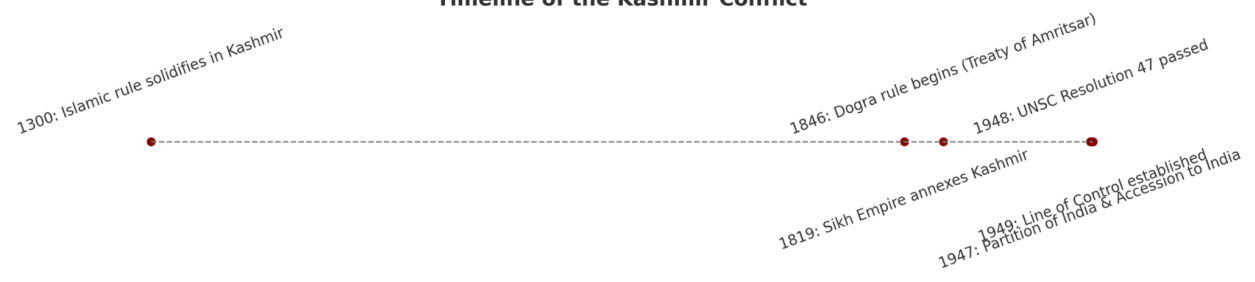 Timeline of the Kashmir Conflict
1300: Islamic rule solidifies in Kashmir
1846: Dogra rule begins (Treaty of Amritsar)
1948: UNSC Resolution 47 passed
1819: Sikh Empire annexes Kashmir
1949: Line of Control established
1947: Partition of India & Accession to India